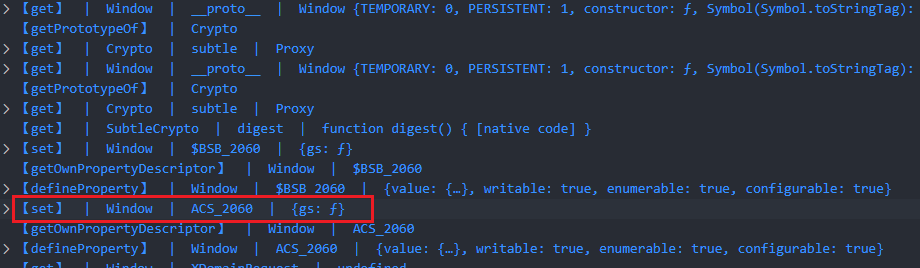 > 【get】 | Window | __proto__ | Window {TEMPORARY: 0, PERSISTENT: 1, constructor: ƒ, Symbol(Symbol.toStringTag):
【getPrototypeOf】 | Crypto
> 【get】 | Crypto | subtle | Proxy
> 【get】 | Window | __proto__ | Window {TEMPORARY: 0, PERSISTENT: 1, constructor: ƒ, Symbol(Symbol.toStringTag):
【getPrototypeOf】 | Crypto
> 【get】 | Crypto | subtle | Proxy
【get】 | SubtleCrypto | digest | function digest() { [native code] }
> 【set】 | Window | $BSB_2060 | {gs: ƒ}
【getOwnPropertyDescriptor】 | Window | $BSB_2060
> 【defineProperty】 | Window | $BSB_2060 | {value: {…}, writable: true, enumerable: true, configurable: true}
> 【set】 | Window | ACS_2060 | {gs: ƒ}
【getOwnPropertyDescriptor】 | Window | ACS_2060
> 【defineProperty】 | Window | ACS_2060 | {value: {…}, writable: true, enumerable: true, configurable: true}
【get】 | Window | XDomainRequest | undefined